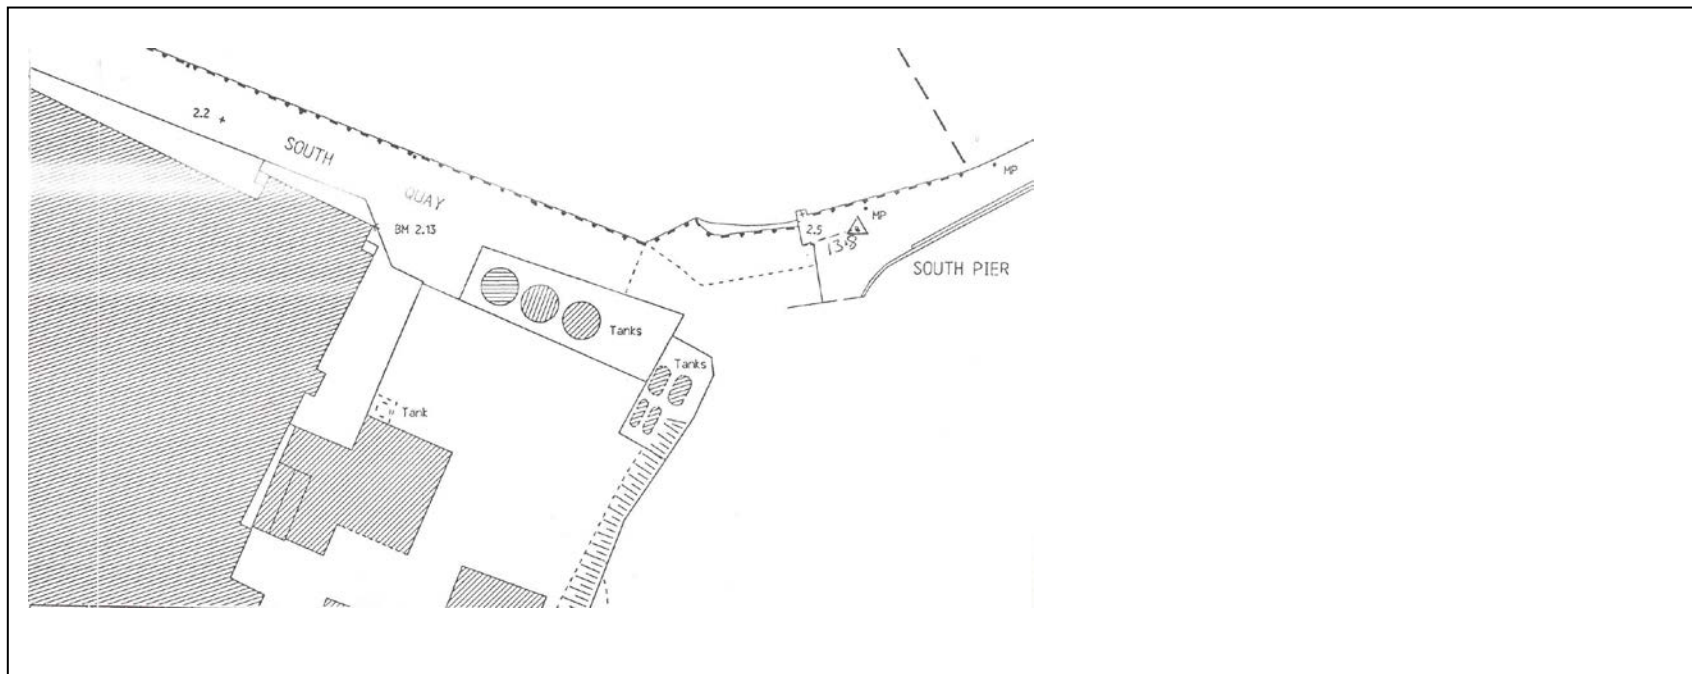 2.2
SOUTH
QUAY
BM 2.13
MP
MP
2.5
13.8
SOUTH PIER
Tanks
Tanks
Tank